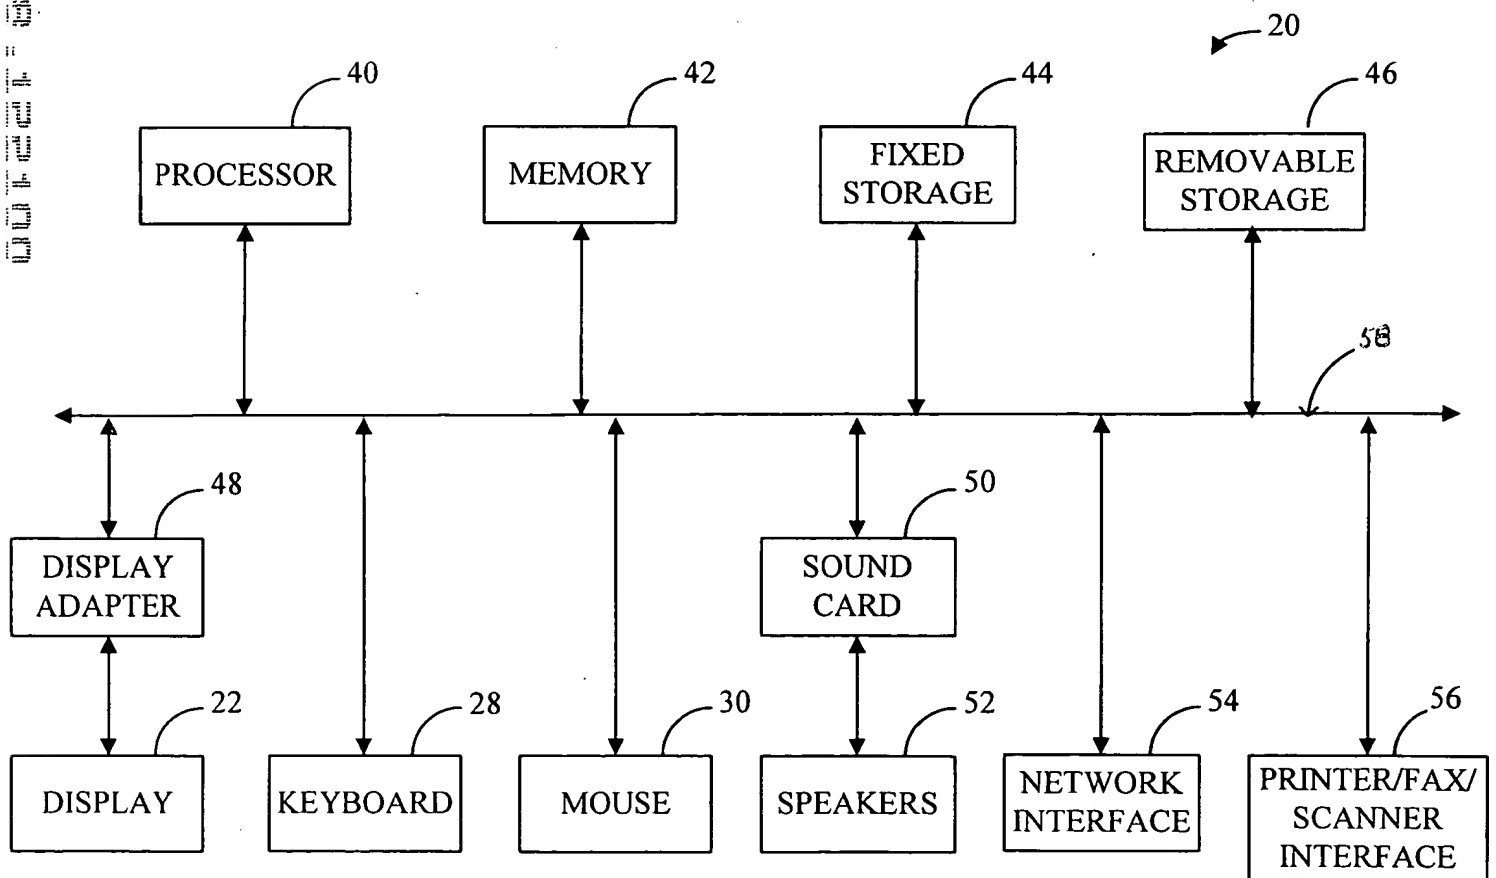 20
40
42
44
46
PROCESSOR
MEMORY
FIXED
STORAGE
REMOVABLE
STORAGE
58
48
50
DISPLAY
ADAPTER
SOUND
CARD
22
28
30
52
54
56
DISPLAY
KEYBOARD
MOUSE
SPEAKERS
NETWORK
INTERFACE
PRINTER/FAX/
SCANNER
INTERFACE